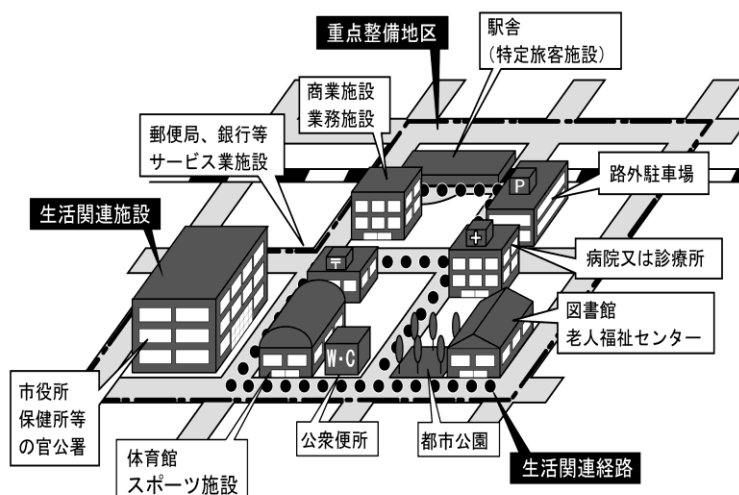 重点整備地区
駅舎
(特定旅客施設)
商業施設
業務施設
郵便局、銀行等
サービス業施設
P
路外駐車場
生活関連施設
〒
病院又は診療所
図書館
老人福祉センター
W・C
市役所
保健所等
の官公署
体育館
スポーツ施設
公衆便所
都市公園
生活関連経路